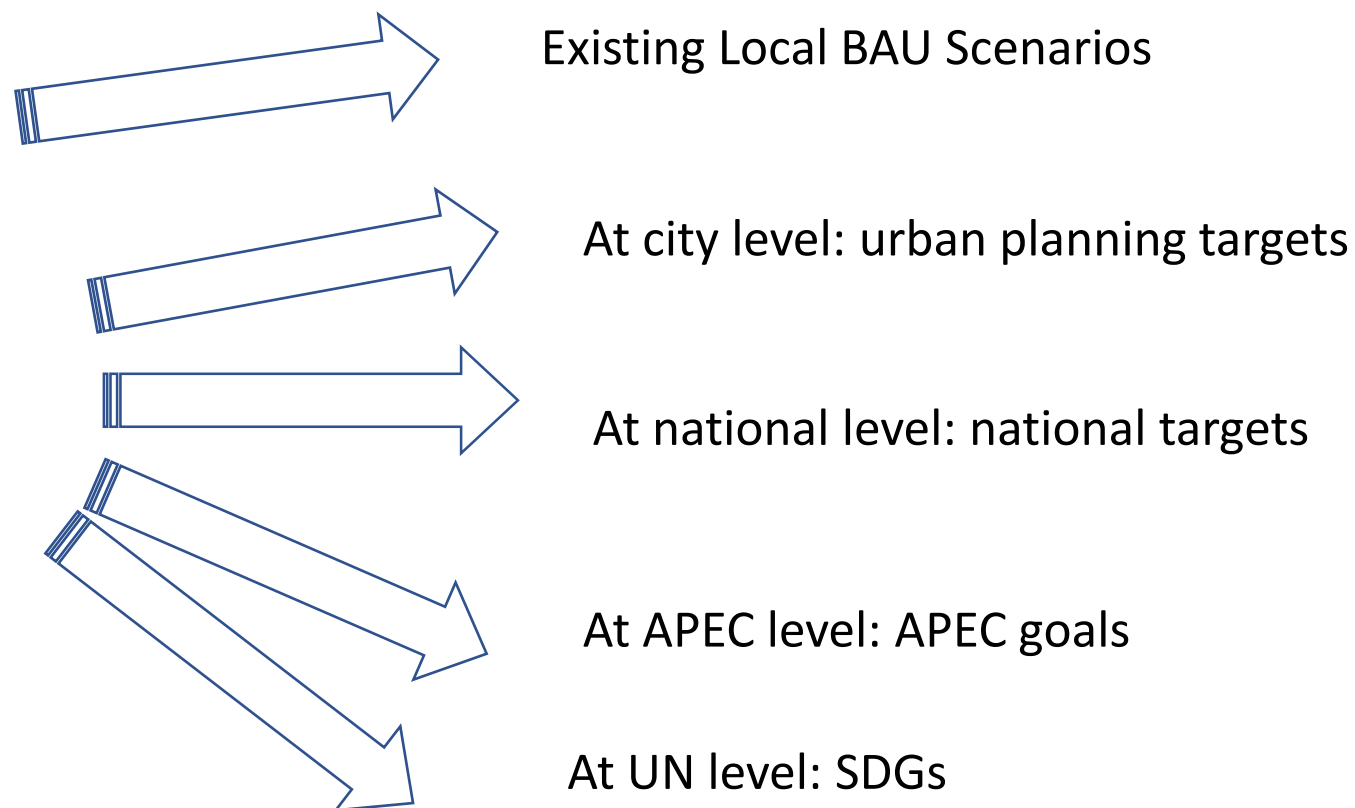 Existing Local BAU Scenarios
At city level: urban planning targets
At national level: national targets
At APEC level: APEC goals
At UN level: SDGs